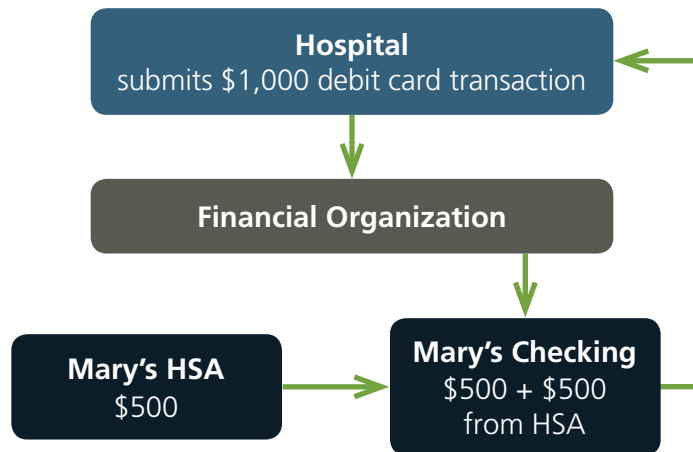 Hospital
submits $1,000 debit card transaction
Financial Organization
Mary’s HSA
$500
Mary’s Checking
$500 + $500
from HSA